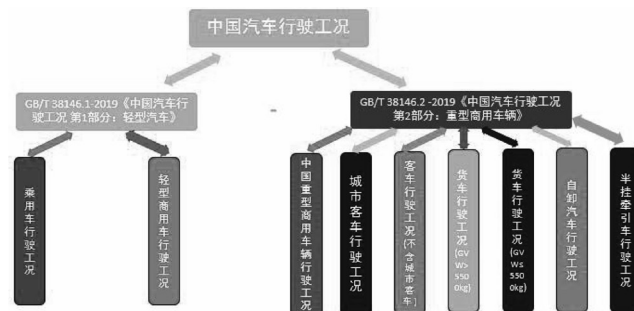 中国汽车行驶工况
GB/T 38146.1-2019《中国汽车行
驶工况 第1部分：轻型汽车》
GB/T 38146.2 -2019《中国汽车行驶工况
第2部分：重型商用车辆》
乘用车行驶工况
轻型商用车行驶工况
中国重型商用车辆行驶工况
城市客车行驶工况
客车行驶工况(不含城市客车)
货车行驶工况(GVW>5500kg)
货车行驶工况(GVW≤5500kg)
自卸汽车行驶工况
半挂牵引车行驶工况